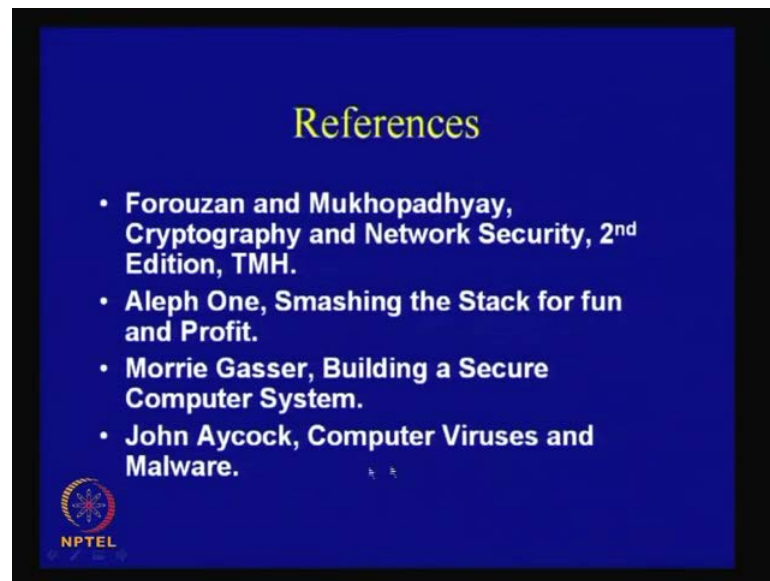 References
• Forouzan and Mukhopadhyay,
Cryptography and Network Security, 2nd
Edition, TMH.
• Aleph One, Smashing the Stack for fun
and Profit.
• Morrie Gasser, Building a Secure
Computer System.
• John Aycock, Computer Viruses and
Malware.
NPTEL